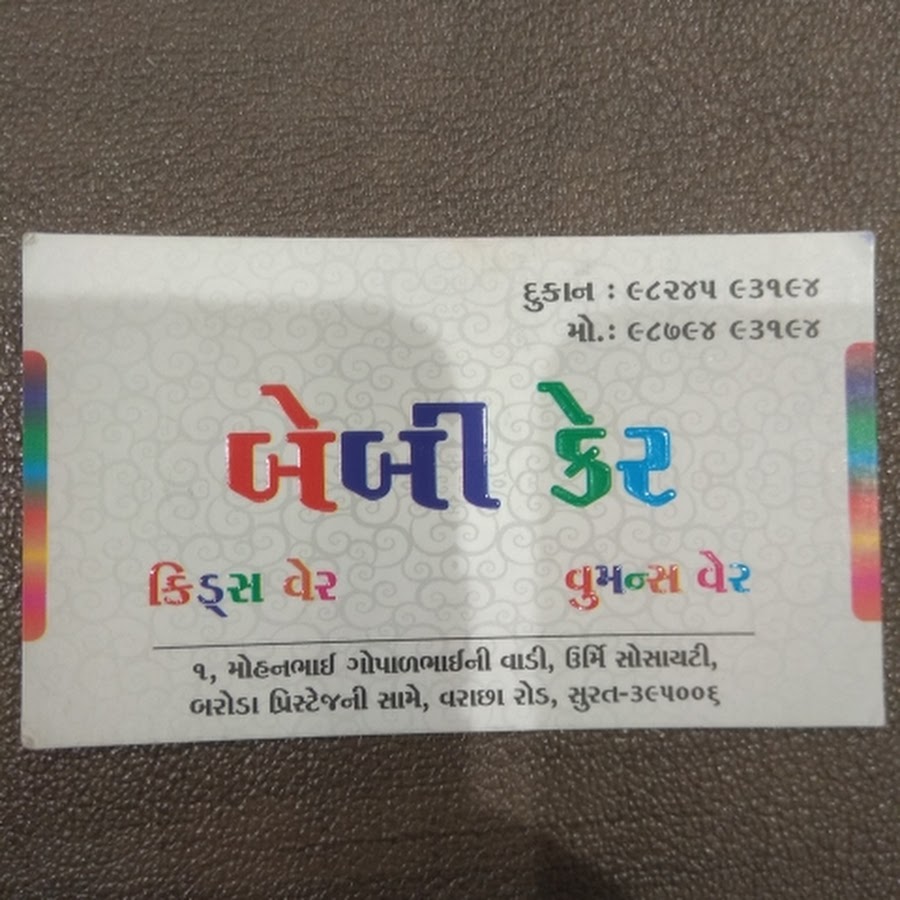 દુકાન : ૯૮૨૪૫ ૯૩૧૯૪
મો.: ૯૮૭૯૪ ૯૩૧૯૪
બેબી કેર
કિડ્સ વેર વુમન્સ વેર
૧, મોહનભાઈ ગોપાળભાઈની વાડી, ઉર્મિ સોસાયટી,
બરોડા પ્રિસ્ટેજની સામે, વરાછા રોડ, સુરત-૩૯૫૦૦૬